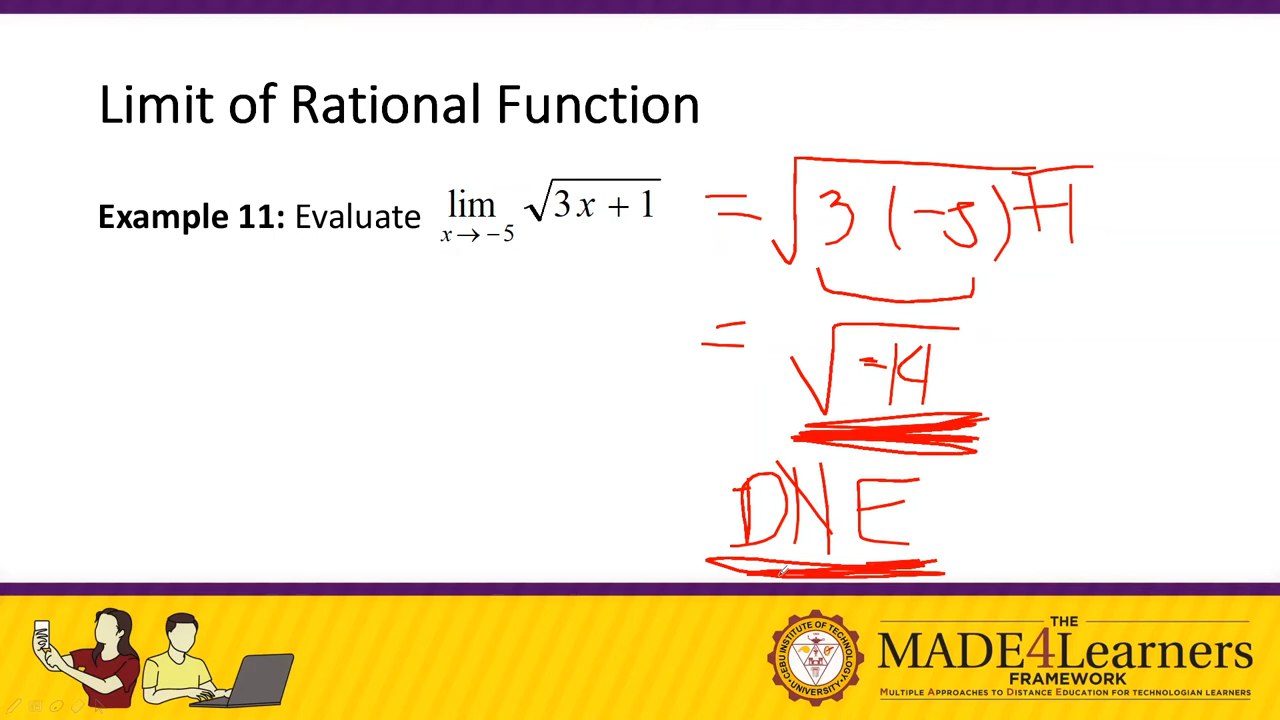 Limit of Rational Function
Example 11: Evaluate lim x→-5 √3x + 1
= √3 (-5) + 1
= √-14
DNE
CEBU INSTITUTE OF TECHNOLOGY
UNIVERSITY
THE
MADE4Learners
FRAMEWORK
MULTIPLE APPROACHES TO DISTANCE EDUCATION FOR TECHNOLOGIAN LEARNERS